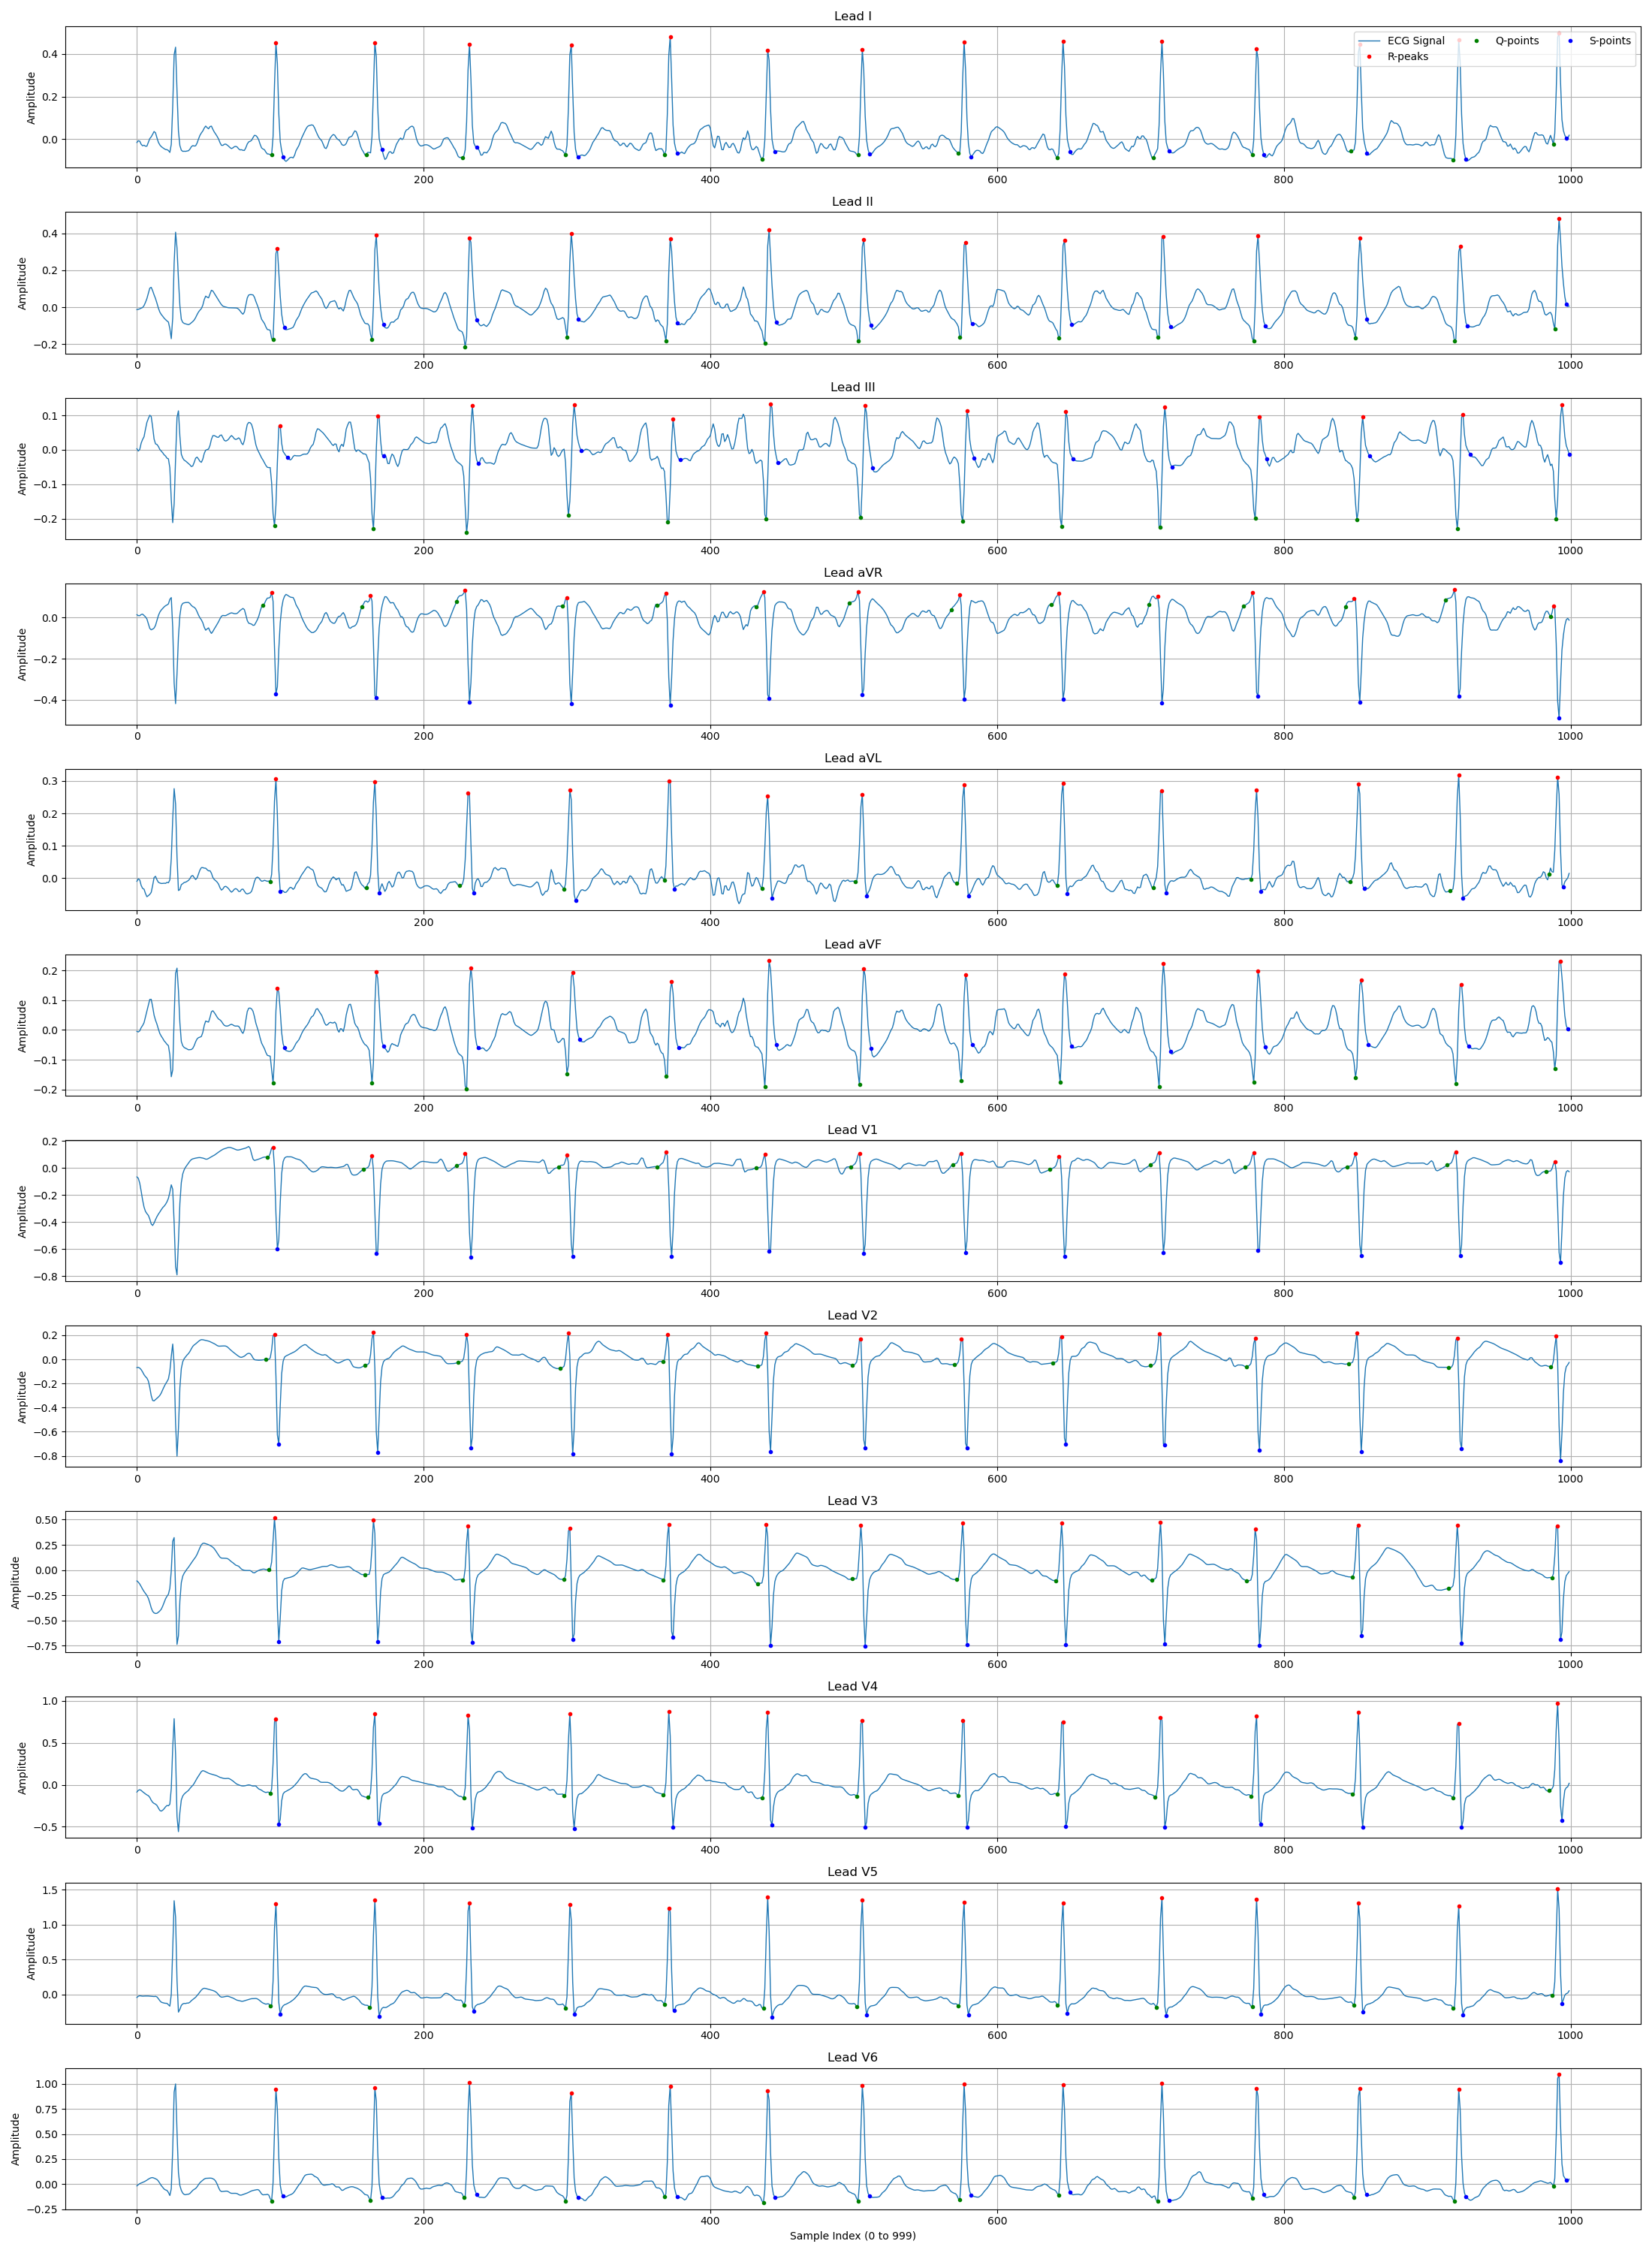 Lead I
Amplitude
0.4
0.2
0.0
ECG Signal
R-peaks
Q-points
S-points
0 200 400 600 800 1000
Lead II
Amplitude
0.4
0.2
0.0
−0.2
0 200 400 600 800 1000
Lead III
Amplitude
0.1
0.0
−0.1
−0.2
0 200 400 600 800 1000
Lead aVR
Amplitude
0.0
−0.2
−0.4
0 200 400 600 800 1000
Lead aVL
Amplitude
0.3
0.2
0.1
0.0
0 200 400 600 800 1000
Lead aVF
Amplitude
0.2
0.1
0.0
−0.1
−0.2
0 200 400 600 800 1000
Lead V1
Amplitude
0.2
0.0
−0.2
−0.4
−0.6
−0.8
0 200 400 600 800 1000
Lead V2
Amplitude
0.2
0.0
−0.2
−0.4
−0.6
−0.8
0 200 400 600 800 1000
Lead V3
Amplitude
0.50
0.25
0.00
−0.25
−0.50
−0.75
0 200 400 600 800 1000
Lead V4
Amplitude
1.0
0.5
0.0
−0.5
0 200 400 600 800 1000
Lead V5
Amplitude
1.5
1.0
0.5
0.0
0 200 400 600 800 1000
Lead V6
Amplitude
1.00
0.75
0.50
0.25
0.00
−0.25
0 200 400 600 800 1000
Sample Index (0 to 999)